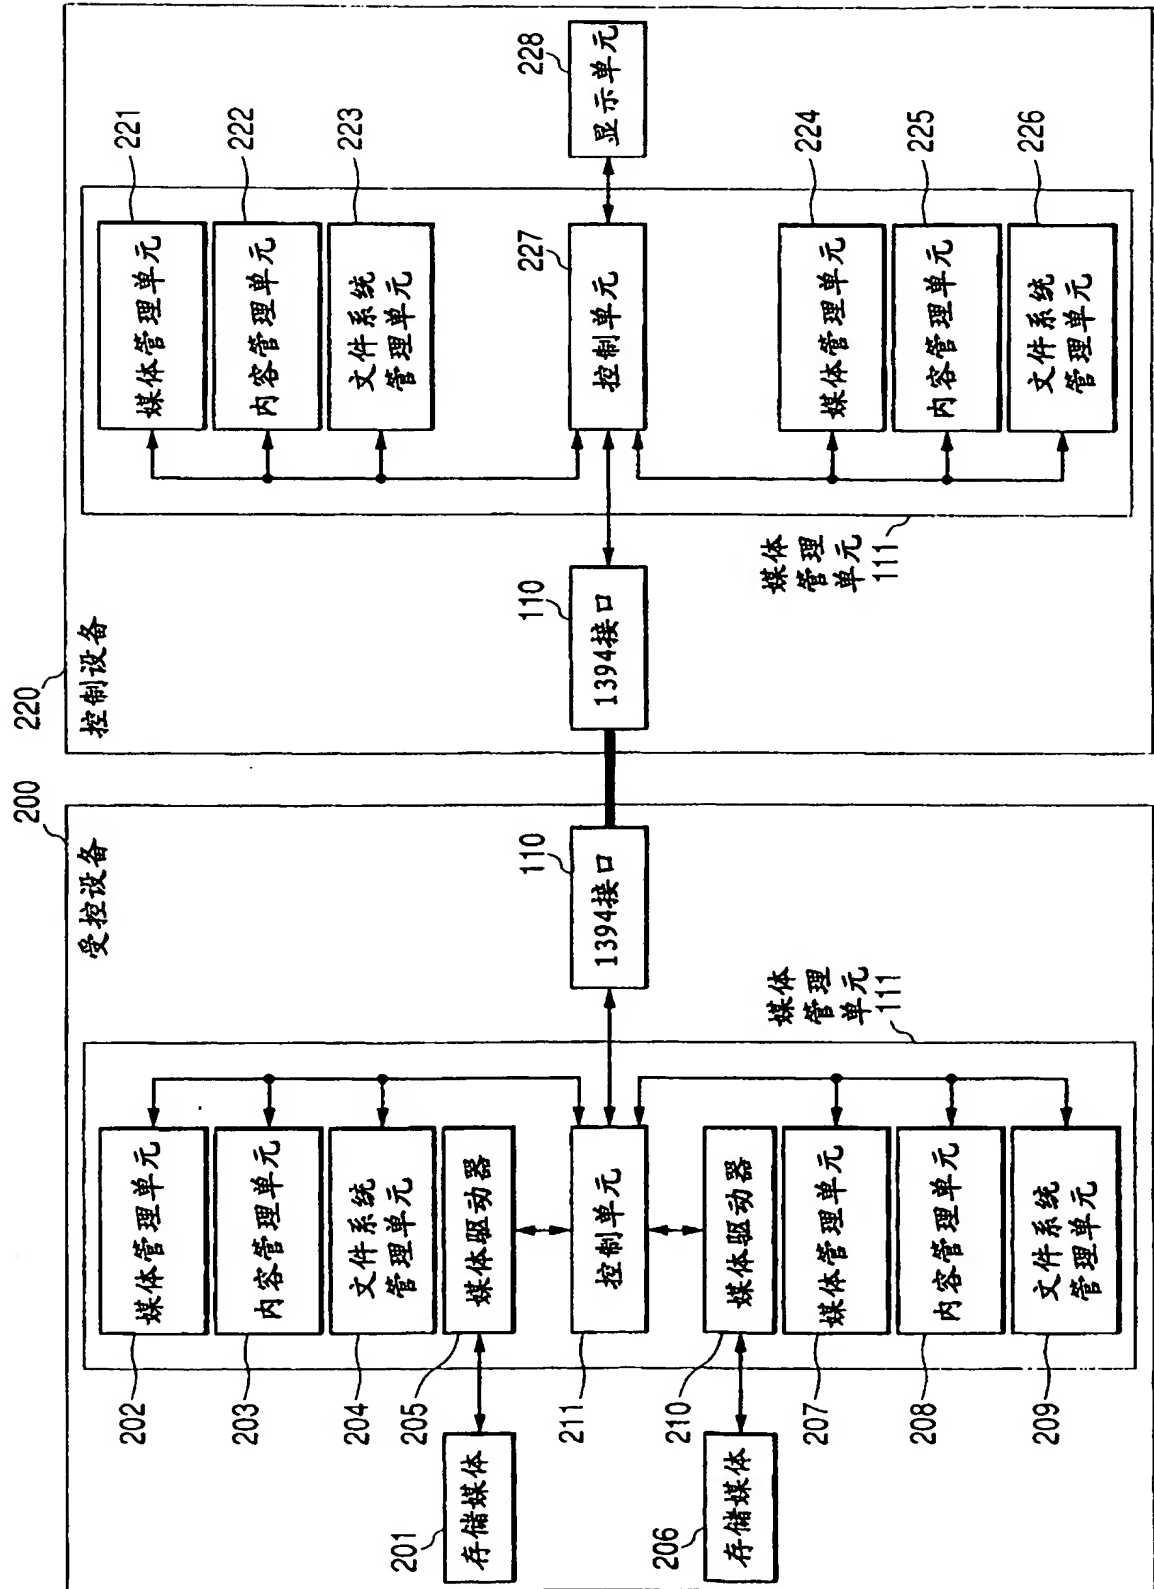 200
受控设备
201
存储媒体
202
媒体管理单元
203
内容管理单元
204
文件系统
管理单元
205
媒体驱动器
211
控制单元
206
存储媒体
210
媒体驱动器
207
媒体管理单元
208
内容管理单元
209
文件系统
管理单元
媒体
管理
单元
111
110
1394接口
220
控制设备
110
1394接口
221
媒体管理单元
222
内容管理单元
223
文件系统
管理单元
227
控制单元
228
显示单元
224
媒体管理单元
225
内容管理单元
226
文件系统
管理单元
媒体
管理
单元
111